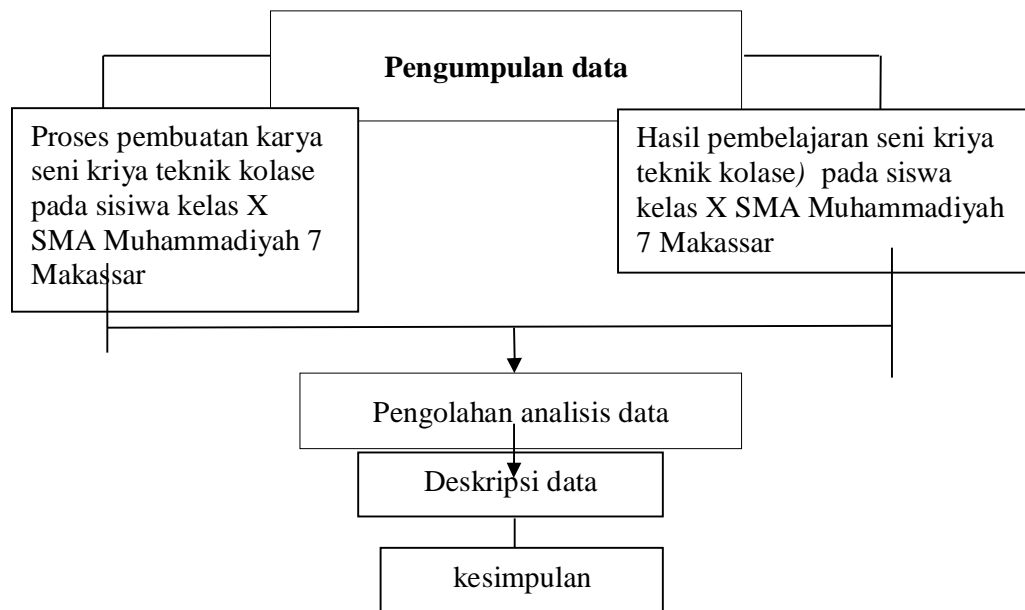 Pengumpulan data
Proses pembuatan karya
seni kriya teknik kolase
pada sisiwa kelas X
SMA Muhammadiyah 7
Makassar
Hasil pembelajaran seni kriya
teknik kolase) pada siswa
kelas X SMA Muhammadiyah
7 Makassar
Pengolahan analisis data
Deskripsi data
kesimpulan